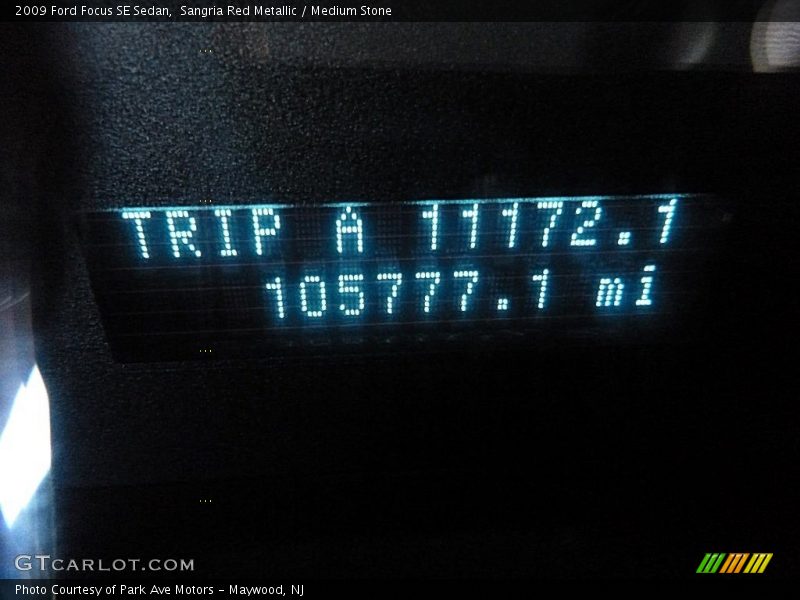 2009 Ford Focus SE Sedan,  Sangria Red Metallic / Medium Stone
TRIP A 11172.1
105777.1 mi
GTCARLOT.COM
Photo Courtesy of Park Ave Motors - Maywood, NJ